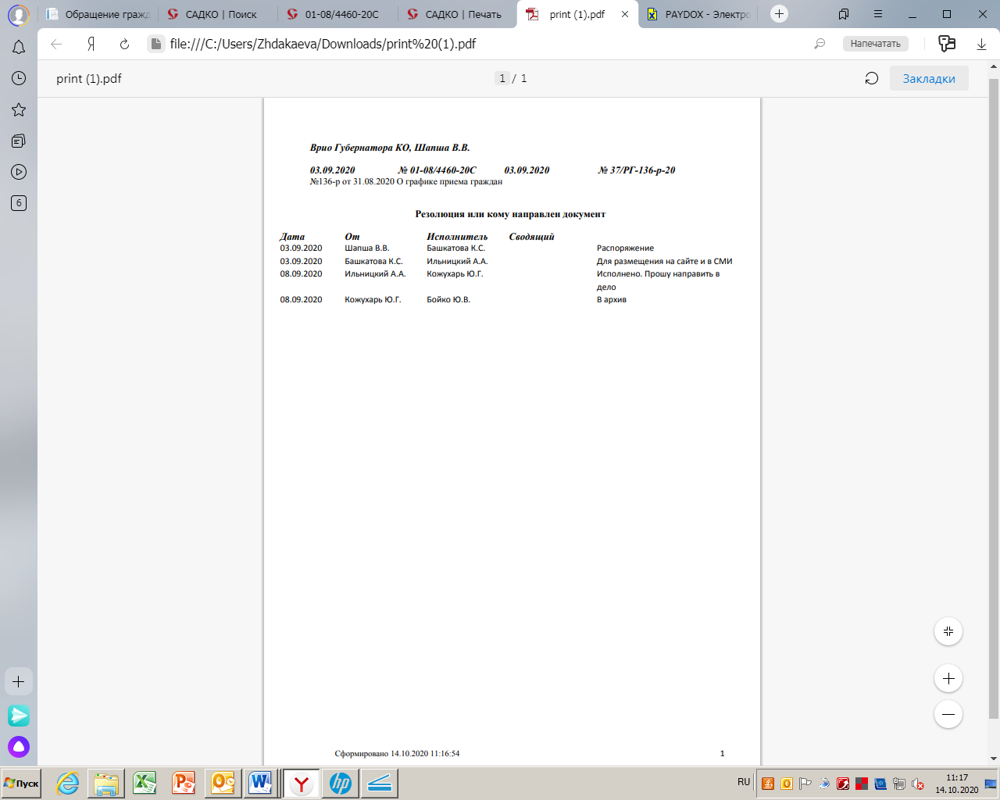 Обращение гражд
САДКО | Поиск
01-08/4460-20С
САДКО | Печать
print (1).pdf
PAYDOX - Электро
Я
file:///C:/Users/Zhdakaeva/Downloads/print%20(1).pdf
Напечатать
print (1).pdf
1 / 1
Закладки
6
Врио Губернатора КО, Шапша В.В.
03.09.2020 № 01-08/4460-20С 03.09.2020 № 37/РГ-136-р-20
№136-р от 31.08.2020 О графике приема граждан
Резолюция или кому направлен документ
Дата От Исполнитель Сводящий
03.09.2020 Шапша В.В. Башкатова К.С. Распоряжение
03.09.2020 Башкатова К.С. Ильницкий А.А. Для размещения на сайте и в СМИ
08.09.2020 Ильницкий А.А. Кожухарь Ю.Г. Исполнено. Прошу направить в
дело
08.09.2020 Кожухарь Ю.Г. Бойко Ю.В. В архив
Сформировано 14.10.2020 11:16:54 1
Пуск
RU
11:17
14.10.2020